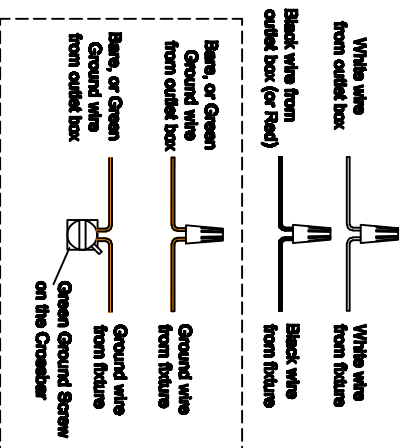 White wire
from outlet box
White wire
from fixture
Black wire from
outlet box (or Red)
Black wire
from fixture
Bare, or Green
Ground wire
from outlet box
Ground wire
from fixture
Bare, or Green
Ground wire
from outlet box
Ground wire
from fixture
Green Ground Screw
on the Crossbar